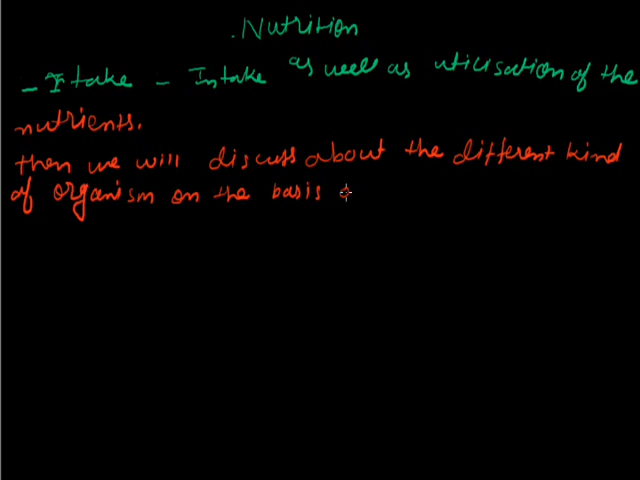 .Nutrition
- Itake - Intake as well as utilisation of the
nutrients.
then we will discuss about the different kind
of organism on the basis